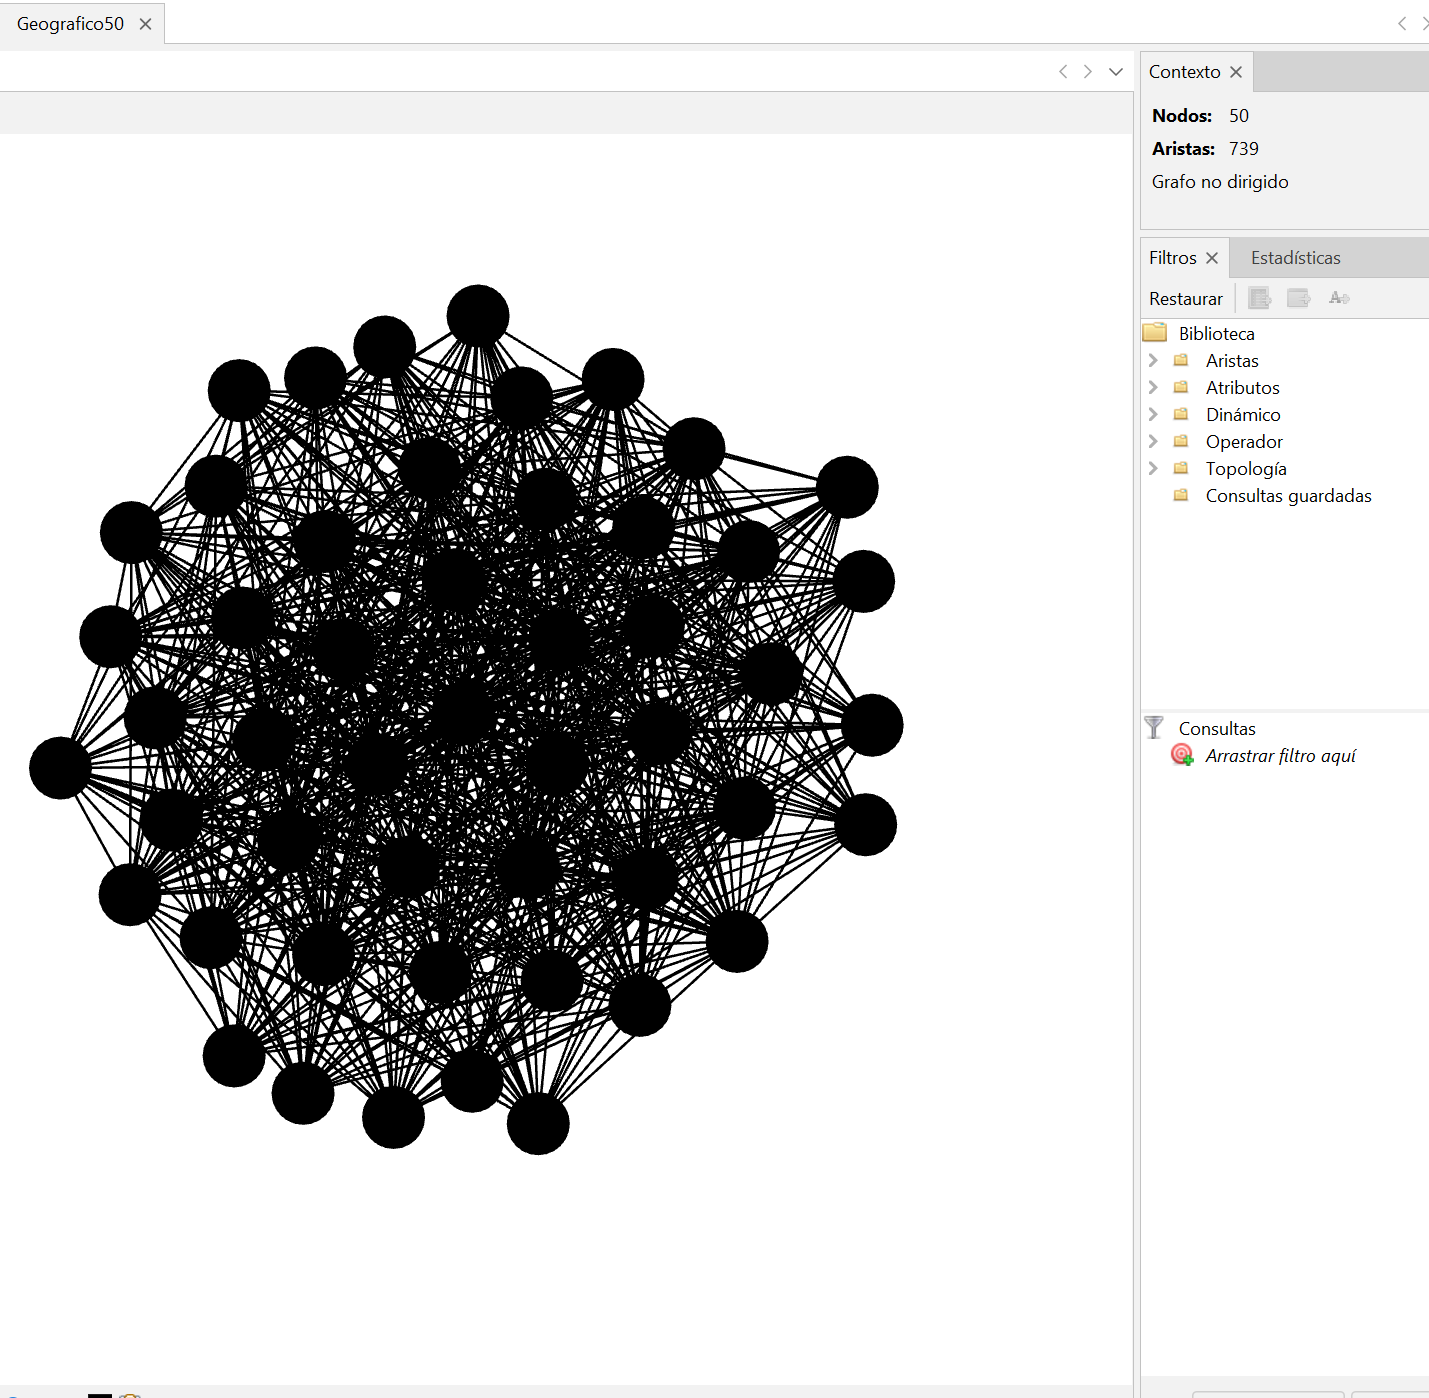 Geografico50
Contexto
Nodos: 50
Aristas: 739
Grafo no dirigido
Filtros
Estadísticas
Restaurar
Biblioteca
Aristas
Atributos
Dinámico
Operador
Topología
Consultas guardadas
Consultas
Arrastrar filtro aquí